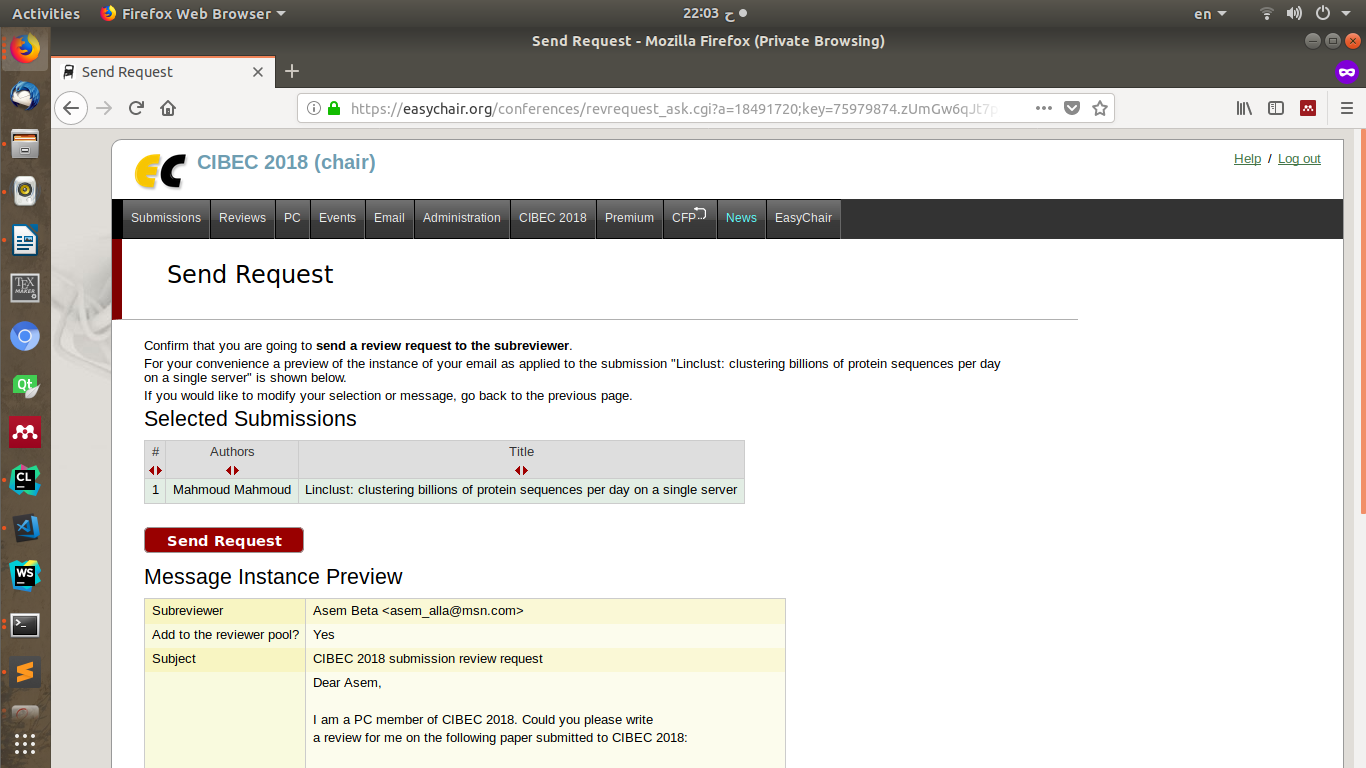 Activities Firefox Web Browser 22:03 ح en
Send Request - Mozilla Firefox (Private Browsing)
Send Request
https://easychair.org/conferences/revrequest_ask.cgi?a=18491720;key=75979874.zUmGw6qJt7p
EC CIBEC 2018 (chair) Help / Log out
Submissions Reviews PC Events Email Administration CIBEC 2018 Premium CFP News EasyChair
Send Request
Confirm that you are going to send a review request to the subreviewer.
For your convenience a preview of the instance of your email as applied to the submission "Linclust: clustering billions of protein sequences per day
on a single server" is shown below.
If you would like to modify your selection or message, go back to the previous page.
Selected Submissions
# Authors Title
1 Mahmoud Mahmoud Linclust: clustering billions of protein sequences per day on a single server
Send Request
Message Instance Preview
Subreviewer Asem Beta <asem_alla@msn.com>
Add to the reviewer pool? Yes
Subject CIBEC 2018 submission review request
Dear Asem,
I am a PC member of CIBEC 2018. Could you please write
a review for me on the following paper submitted to CIBEC 2018:
TEX
MAKER
Qt
CL
WS